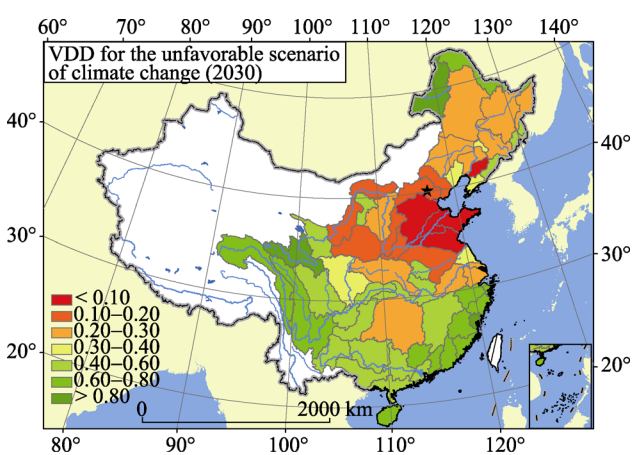 60° 70° 80° 90° 100° 110° 120° 130° 140°
VDD for the unfavorable scenario
of climate change (2030)
40°
40°
30°
30°
20°
20°
< 0.10
0.10–0.20
0.20–0.30
0.30–0.40
0.40–0.60
0.60–0.80
> 0.80
0 2000 km
80° 90° 100° 110° 120°